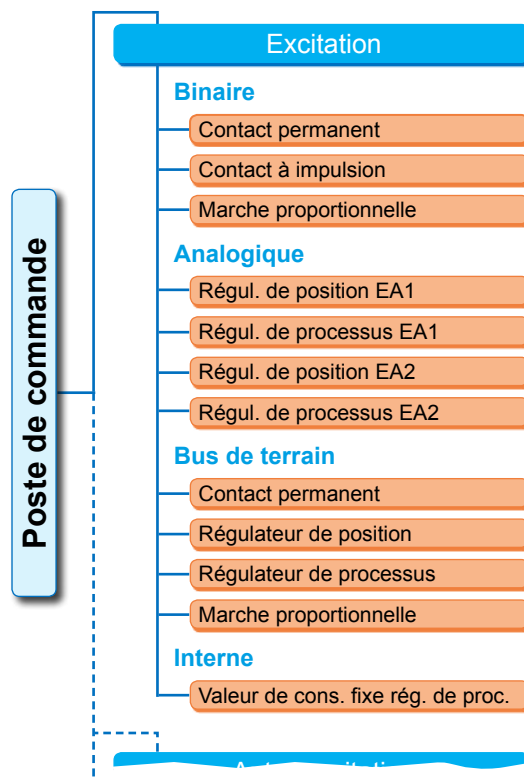 Poste de commande
Excitation
Binaire
Contact permanent
Contact à impulsion
Marche proportionnelle
Analogique
Régul. de position EA1
Régul. de processus EA1
Régul. de position EA2
Régul. de processus EA2
Bus de terrain
Contact permanent
Régulateur de position
Régulateur de processus
Marche proportionnelle
Interne
Valeur de cons. fixe rég. de proc.